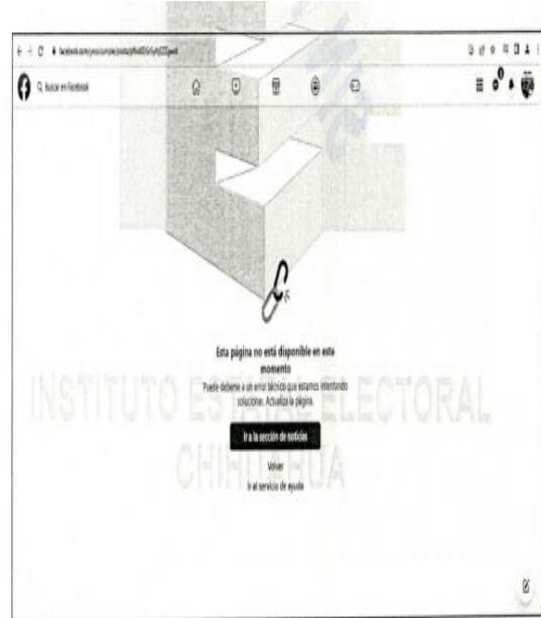 Buscar en Facebook
Esta página no está disponible en este
momento
Puede deberse a un error técnico que estamos intentando
solucionar. Actualiza la página.
Ir a la sección de noticias
Volver
Ir al servicio de ayuda
INSTITUTO ESTATAL ELECTORAL
CHIHUAHUA